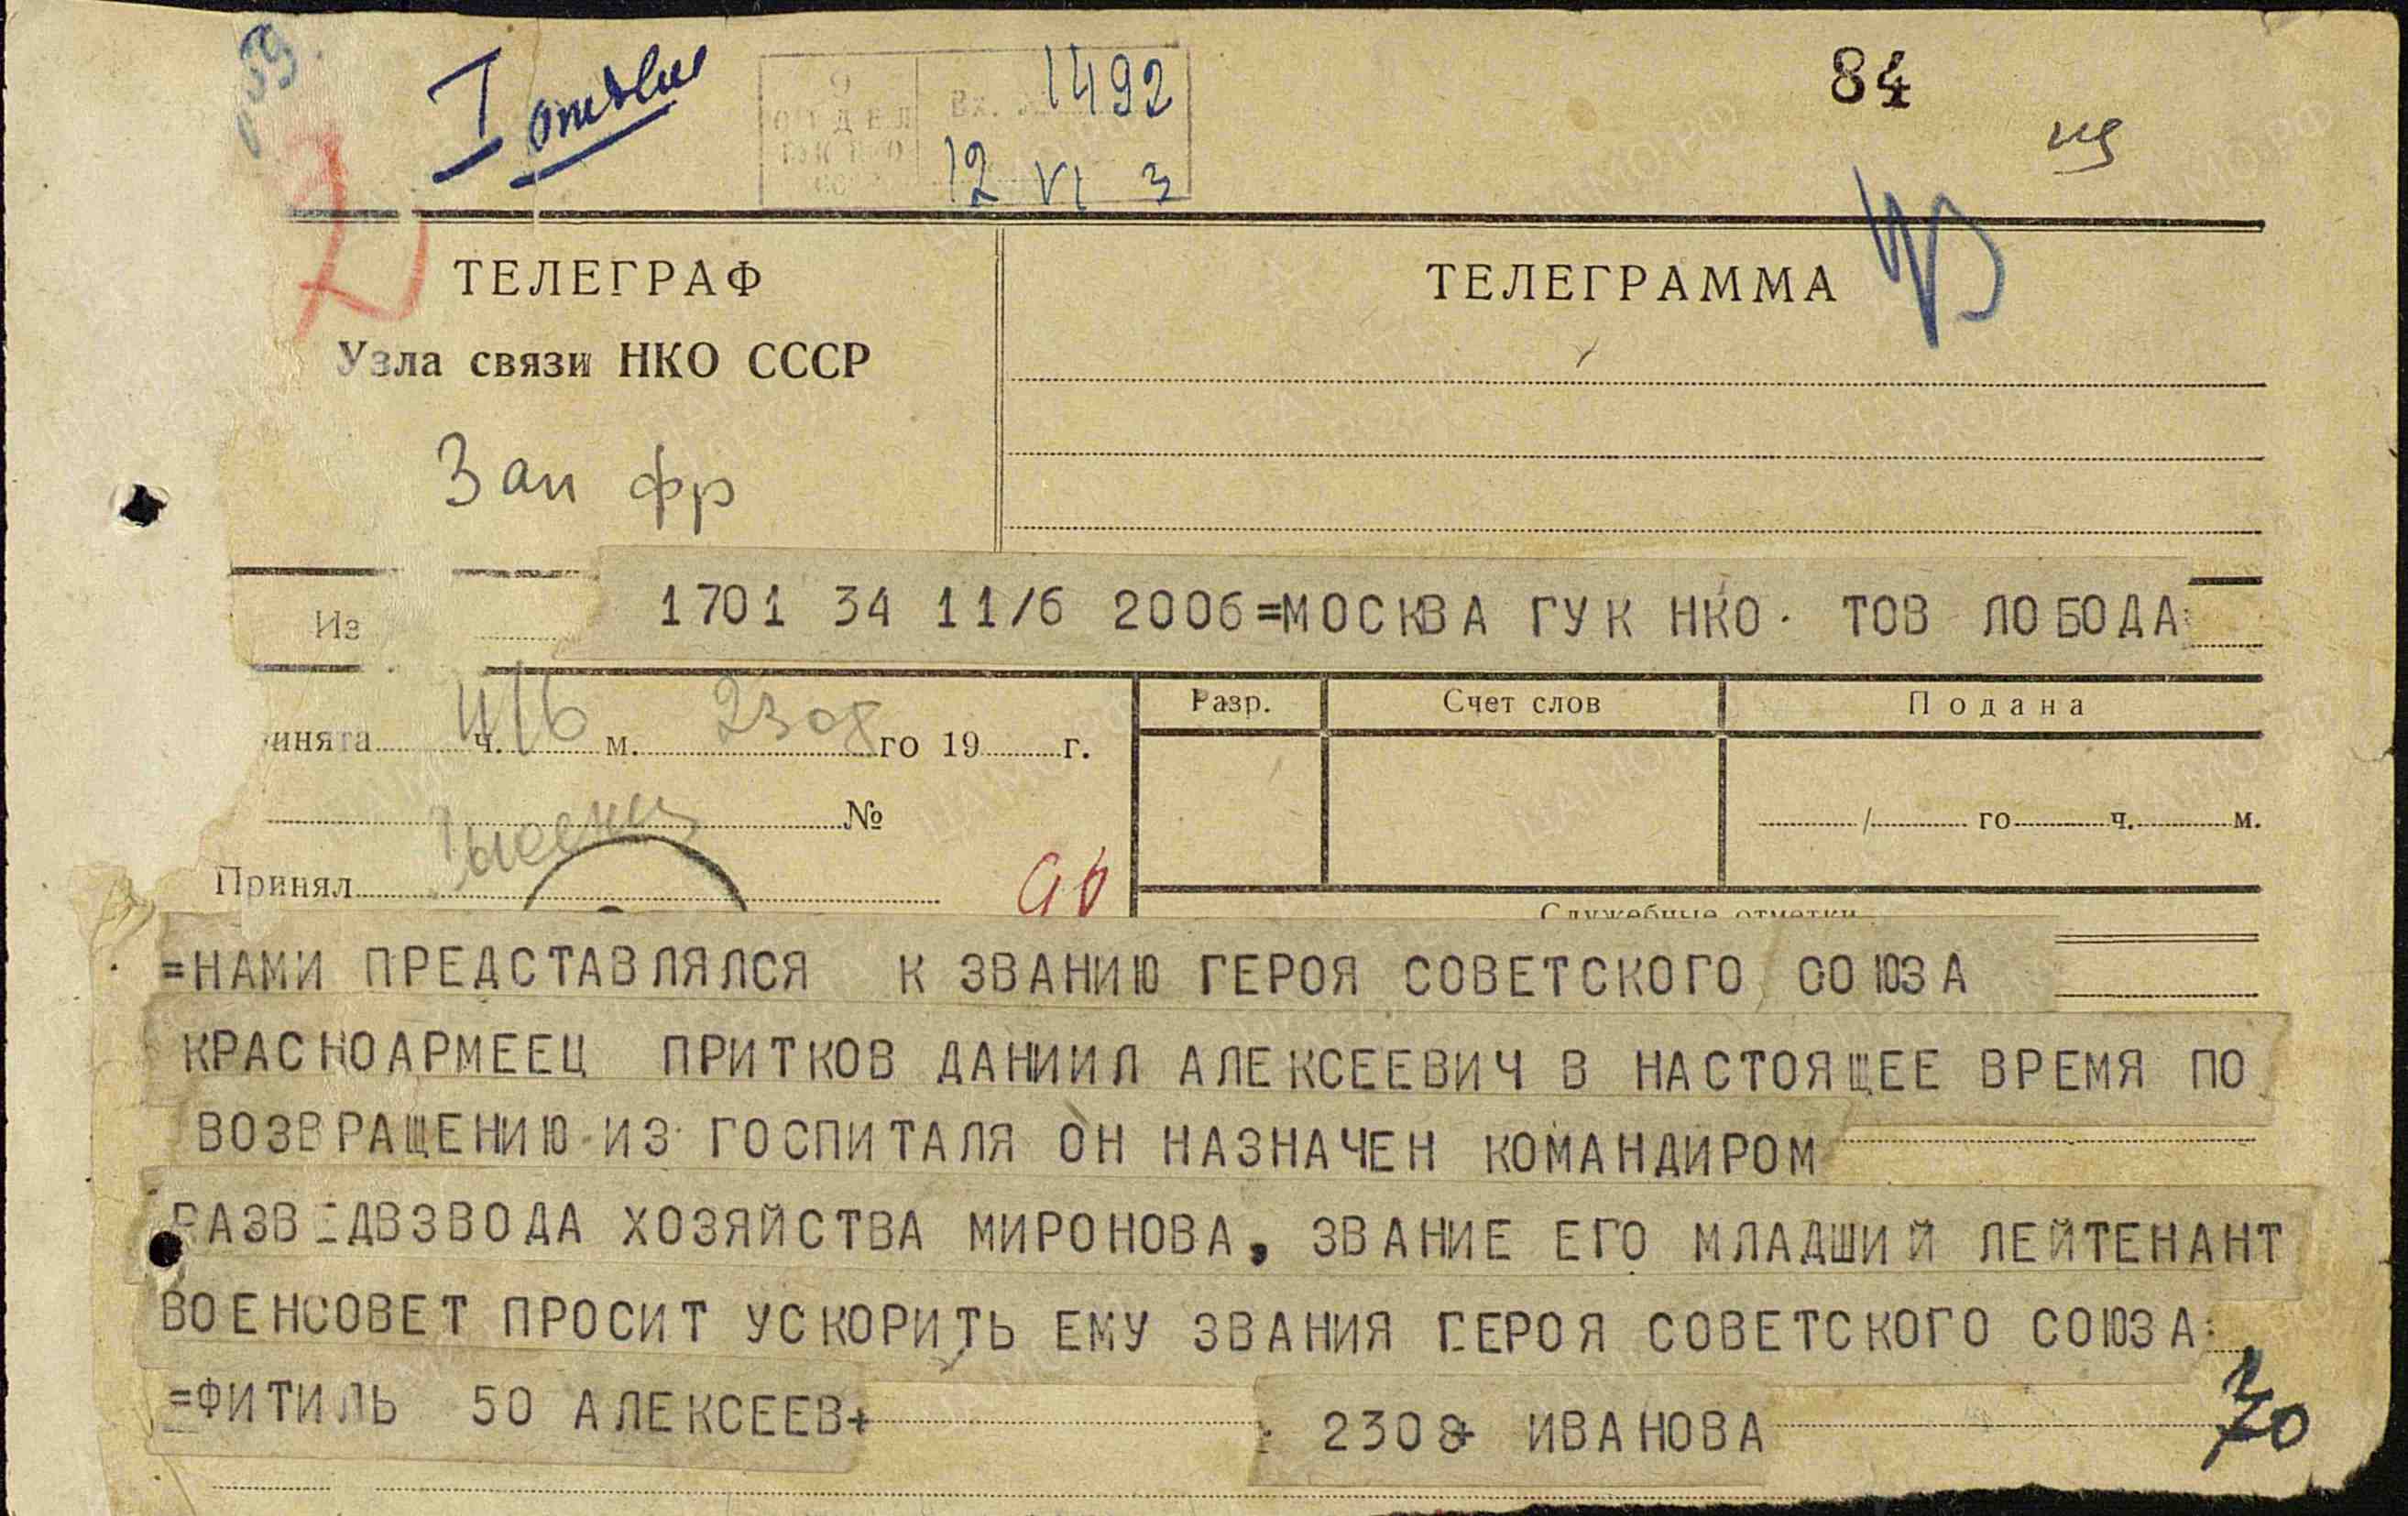 I отдел
1492
84
12 VI 3
ТЕЛЕГРАФ
ТЕЛЕГРАММА
Узла связи НКО СССР
Зап фр
Из
1701 34 11/6 2006=МОСКВА ГУК НКО. ТОВ ЛОБОДА
Разр. Счет слов Подана
инята 11/6 ч. м. 2308 го 19 г.
№
/ го ч. м.
Принял
Служебные отметки
=НАМИ ПРЕДСТАВЛЯЛСЯ К ЗВАНИЮ ГЕРОЯ СОВЕТСКОГО СОЮЗА
КРАСНОАРМЕЕЦ ПРИТКОВ ДАНИИЛ АЛЕКСЕЕВИЧ В НАСТОЯЩЕЕ ВРЕМЯ ПО
ВОЗВРАЩЕНИЮ ИЗ ГОСПИТАЛЯ ОН НАЗНАЧЕН КОМАНДИРОМ
РАЗВЕДВЗВОДА ХОЗЯЙСТВА МИРОНОВА, ЗВАНИЕ ЕГО МЛАДШИЙ ЛЕЙТЕНАНТ
ВОЕНСОВЕТ ПРОСИТ УСКОРИТЬ ЕМУ ЗВАНИЯ ГЕРОЯ СОВЕТСКОГО СОЮЗА
=ФИТИЛЬ 50 АЛЕКСЕЕВ+
2308 ИВАНОВА
70